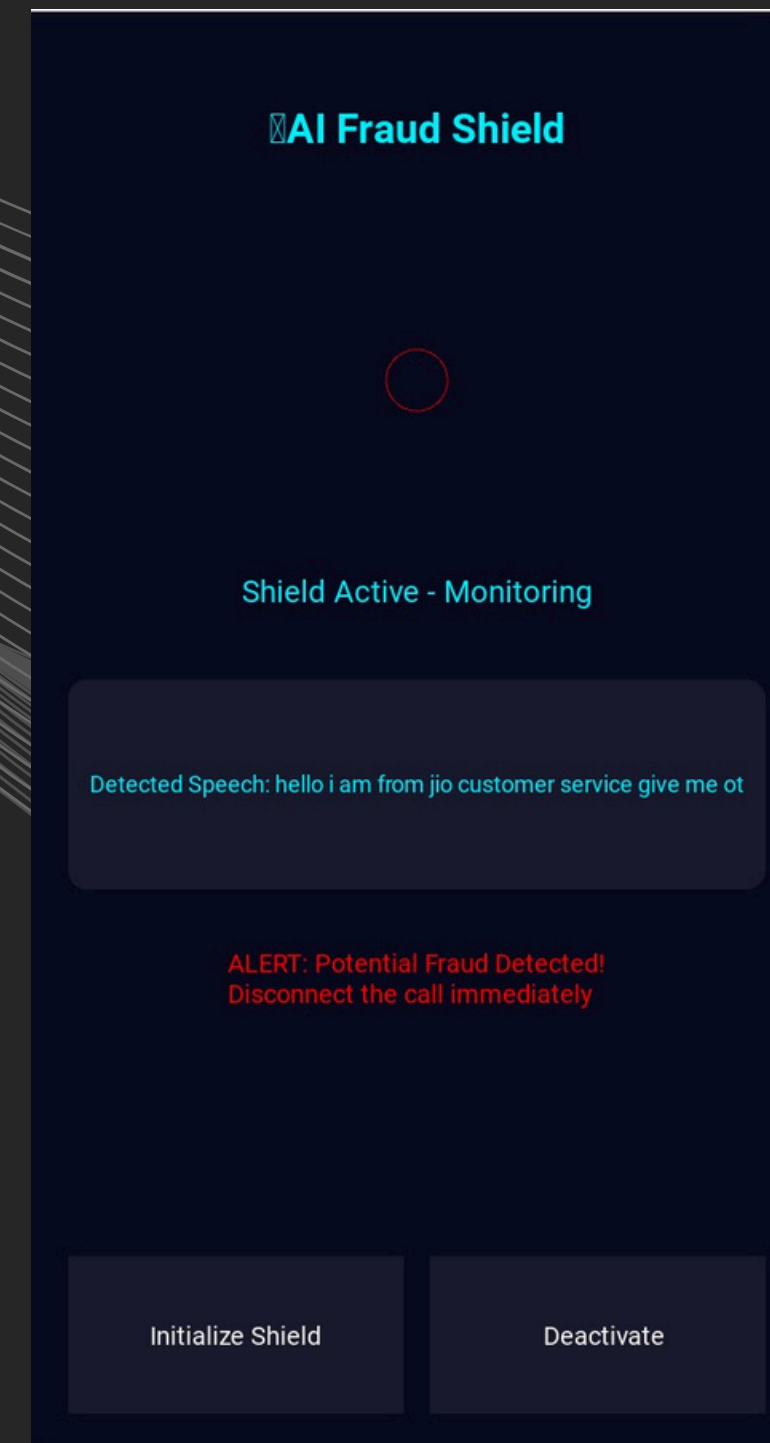 AI Fraud Shield
Shield Active - Monitoring
Detected Speech: hello i am from jio customer service give me ot
ALERT: Potential Fraud Detected!
Disconnect the call immediately
Initialize Shield
Deactivate